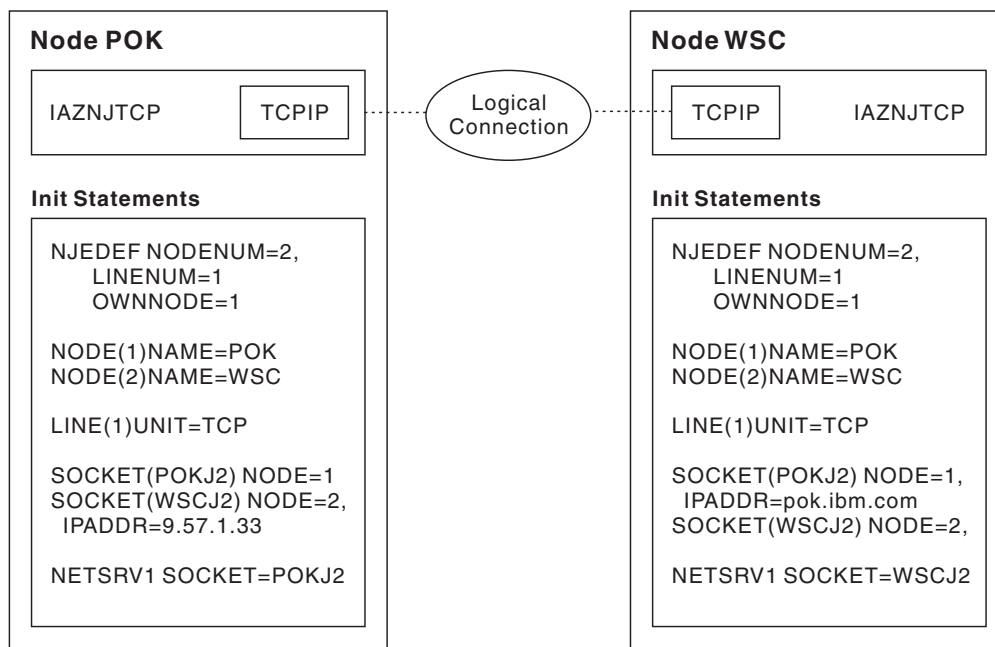 Node POK
IAZNJTCP
TCPIP
Init Statements
NJEDEF NODENUM=2,
LINENUM=1
OWNNODE=1
NODE(1)NAME=POK
NODE(2)NAME=WSC
LINE(1)UNIT=TCP
SOCKET(POKJ2) NODE=1
SOCKET(WSCJ2) NODE=2,
IPADDR=9.57.1.33
NETSRV1 SOCKET=POKJ2
Logical
Connection
Node WSC
TCPIP
IAZNJTCP
Init Statements
NJEDEF NODENUM=2,
LINENUM=1
OWNNODE=1
NODE(1)NAME=POK
NODE(2)NAME=WSC
LINE(1)UNIT=TCP
SOCKET(POKJ2) NODE=1,
IPADDR=pok.ibm.com
SOCKET(WSCJ2) NODE=2,
NETSRV1 SOCKET=WSCJ2